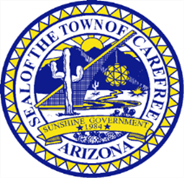 SEAL OF THE TOWN OF CAREFREE
SUNSHINE GOVERNMENT
1984
ARIZONA